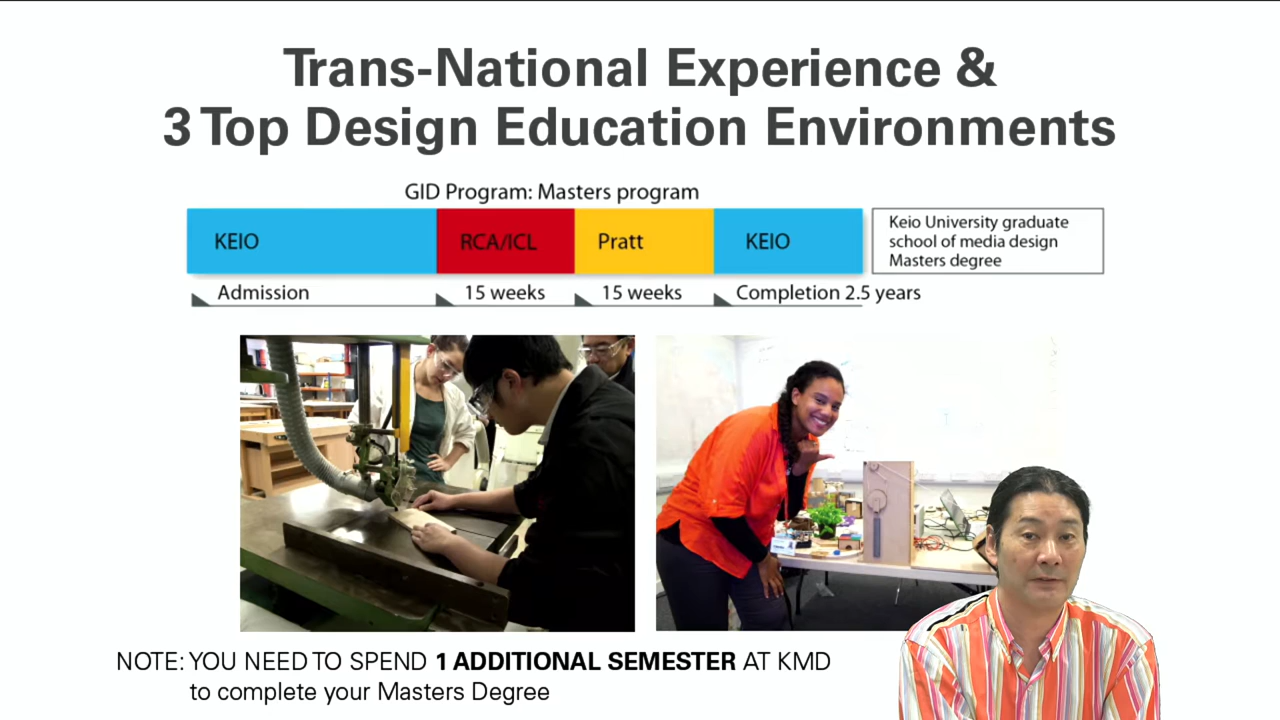 Trans-National Experience &
3 Top Design Education Environments
GID Program: Masters program
KEIO
RCA/ICL
Pratt
KEIO
Keio University graduate
school of media design
Masters degree
Admission
15 weeks
15 weeks
Completion 2.5 years
NOTE: YOU NEED TO SPEND 1 ADDITIONAL SEMESTER AT KMD
to complete your Masters Degree